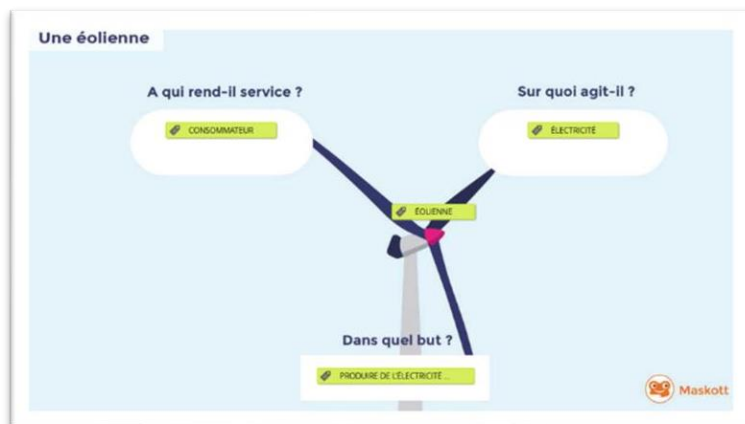 Une éolienne
A qui rend-il service ?
Sur quoi agit-il ?
CONSOMMATEUR
ÉLECTRICITÉ
ÉOLIENNE
Dans quel but ?
PRODUIRE DE L'ÉLECTRICITÉ ...
Maskott